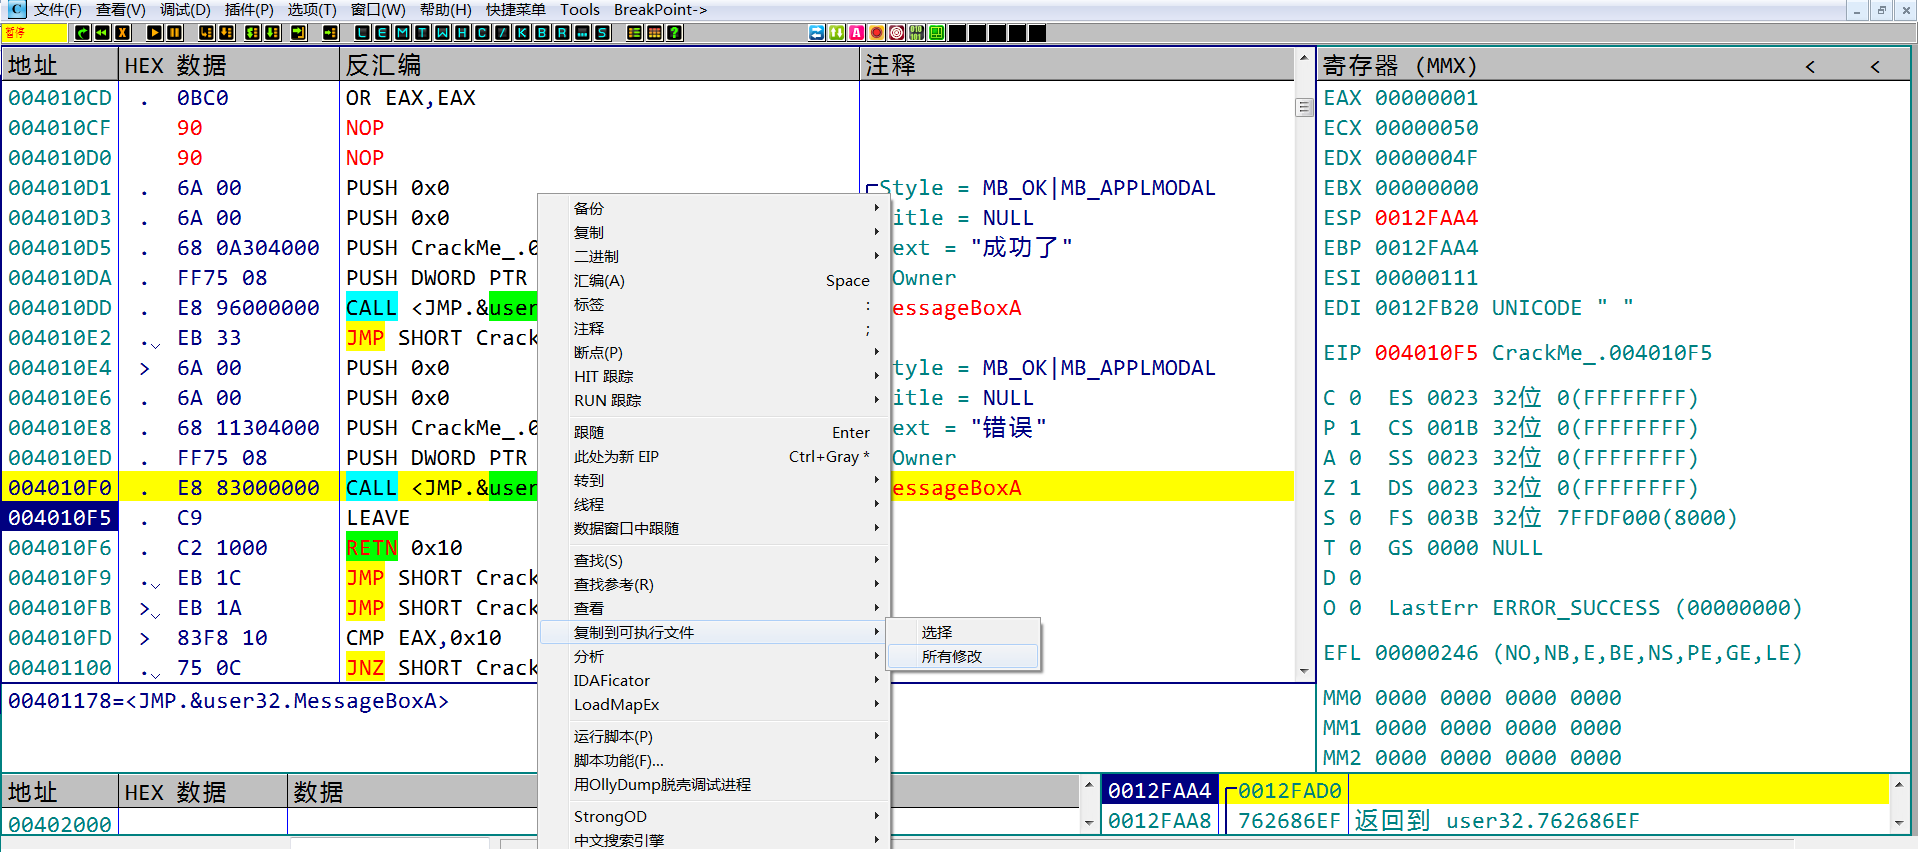 C 文件(F) 查看(V) 调试(D) 插件(P) 选项(T) 窗口(W) 帮助(H) 快捷菜单 Tools BreakPoint->
暂停 L E M T W H C / K B R ... S ? A
地址 HEX 数据 反汇编 注释
004010CD . 0BC0 OR EAX,EAX
004010CF 90 NOP
004010D0 90 NOP
004010D1 . 6A 00 PUSH 0x0 Style = MB_OK|MB_APPLMODAL
004010D3 . 6A 00 PUSH 0x0 itle = NULL
004010D5 . 68 0A304000 PUSH CrackMe_.0 ext = "成功了"
004010DA . FF75 08 PUSH DWORD PTR Owner
004010DD . E8 96000000 CALL <JMP.&user essageBoxA
004010E2 . EB 33 JMP SHORT Crack
004010E4 > 6A 00 PUSH 0x0 tyle = MB_OK|MB_APPLMODAL
004010E6 . 6A 00 PUSH 0x0 itle = NULL
004010E8 . 68 11304000 PUSH CrackMe_.0 ext = "错误"
004010ED . FF75 08 PUSH DWORD PTR Owner
004010F0 . E8 83000000 CALL <JMP.&user essageBoxA
004010F5 . C9 LEAVE
004010F6 . C2 1000 RETN 0x10
004010F9 . EB 1C JMP SHORT Crack
004010FB > EB 1A JMP SHORT Crack
004010FD > 83F8 10 CMP EAX,0x10
00401100 . 75 0C JNZ SHORT Crack
00401178=<JMP.&user32.MessageBoxA>
备份
复制
二进制
汇编(A) Space
标签 :
注释 ;
断点(P)
HIT 跟踪
RUN 跟踪
跟随 Enter
此处为新 EIP Ctrl+Gray *
转到
线程
数据窗口中跟随
查找(S)
查找参考(R)
查看
复制到可执行文件
分析
IDAFicator
LoadMapEx
运行脚本(P)
脚本功能(F)...
用OllyDump脱壳调试进程
StrongOD
中文搜索引擎
选择
所有修改
寄存器 (MMX) < <
EAX 00000001
ECX 00000050
EDX 0000004F
EBX 00000000
ESP 0012FAA4
EBP 0012FAA4
ESI 00000111
EDI 0012FB20 UNICODE " "
EIP 004010F5 CrackMe_.004010F5
C 0 ES 0023 32位 0(FFFFFFFF)
P 1 CS 001B 32位 0(FFFFFFFF)
A 0 SS 0023 32位 0(FFFFFFFF)
Z 1 DS 0023 32位 0(FFFFFFFF)
S 0 FS 003B 32位 7FFDF000(8000)
T 0 GS 0000 NULL
D 0
O 0 LastErr ERROR_SUCCESS (00000000)
EFL 00000246 (NO,NB,E,BE,NS,PE,GE,LE)
MM0 0000 0000 0000 0000
MM1 0000 0000 0000 0000
MM2 0000 0000 0000 0000
地址 HEX 数据 数据
00402000
0012FAA4 0012FAD0
0012FAA8 762686EF 返回到 user32.762686EF